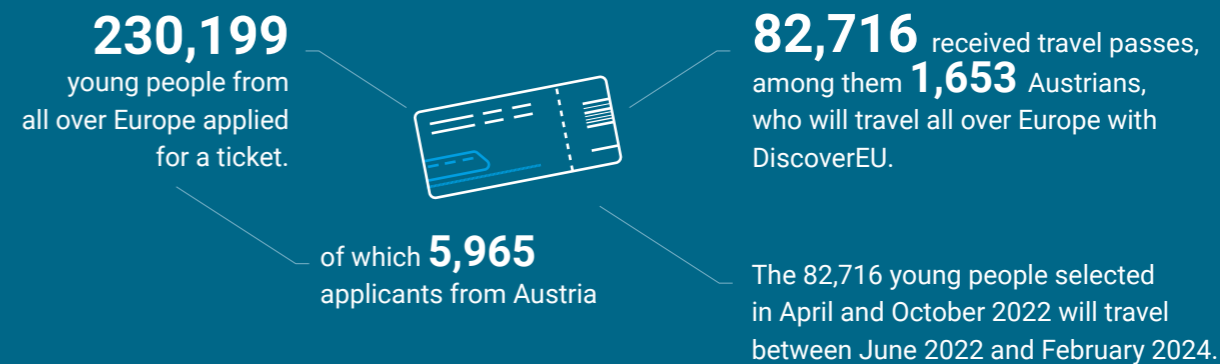 230,199
young people from
all over Europe applied
for a ticket.
of which 5,965
applicants from Austria
82,716 received travel passes,
among them 1,653 Austrians,
who will travel all over Europe with
DiscoverEU.
The 82,716 young people selected
in April and October 2022 will travel
between June 2022 and February 2024.